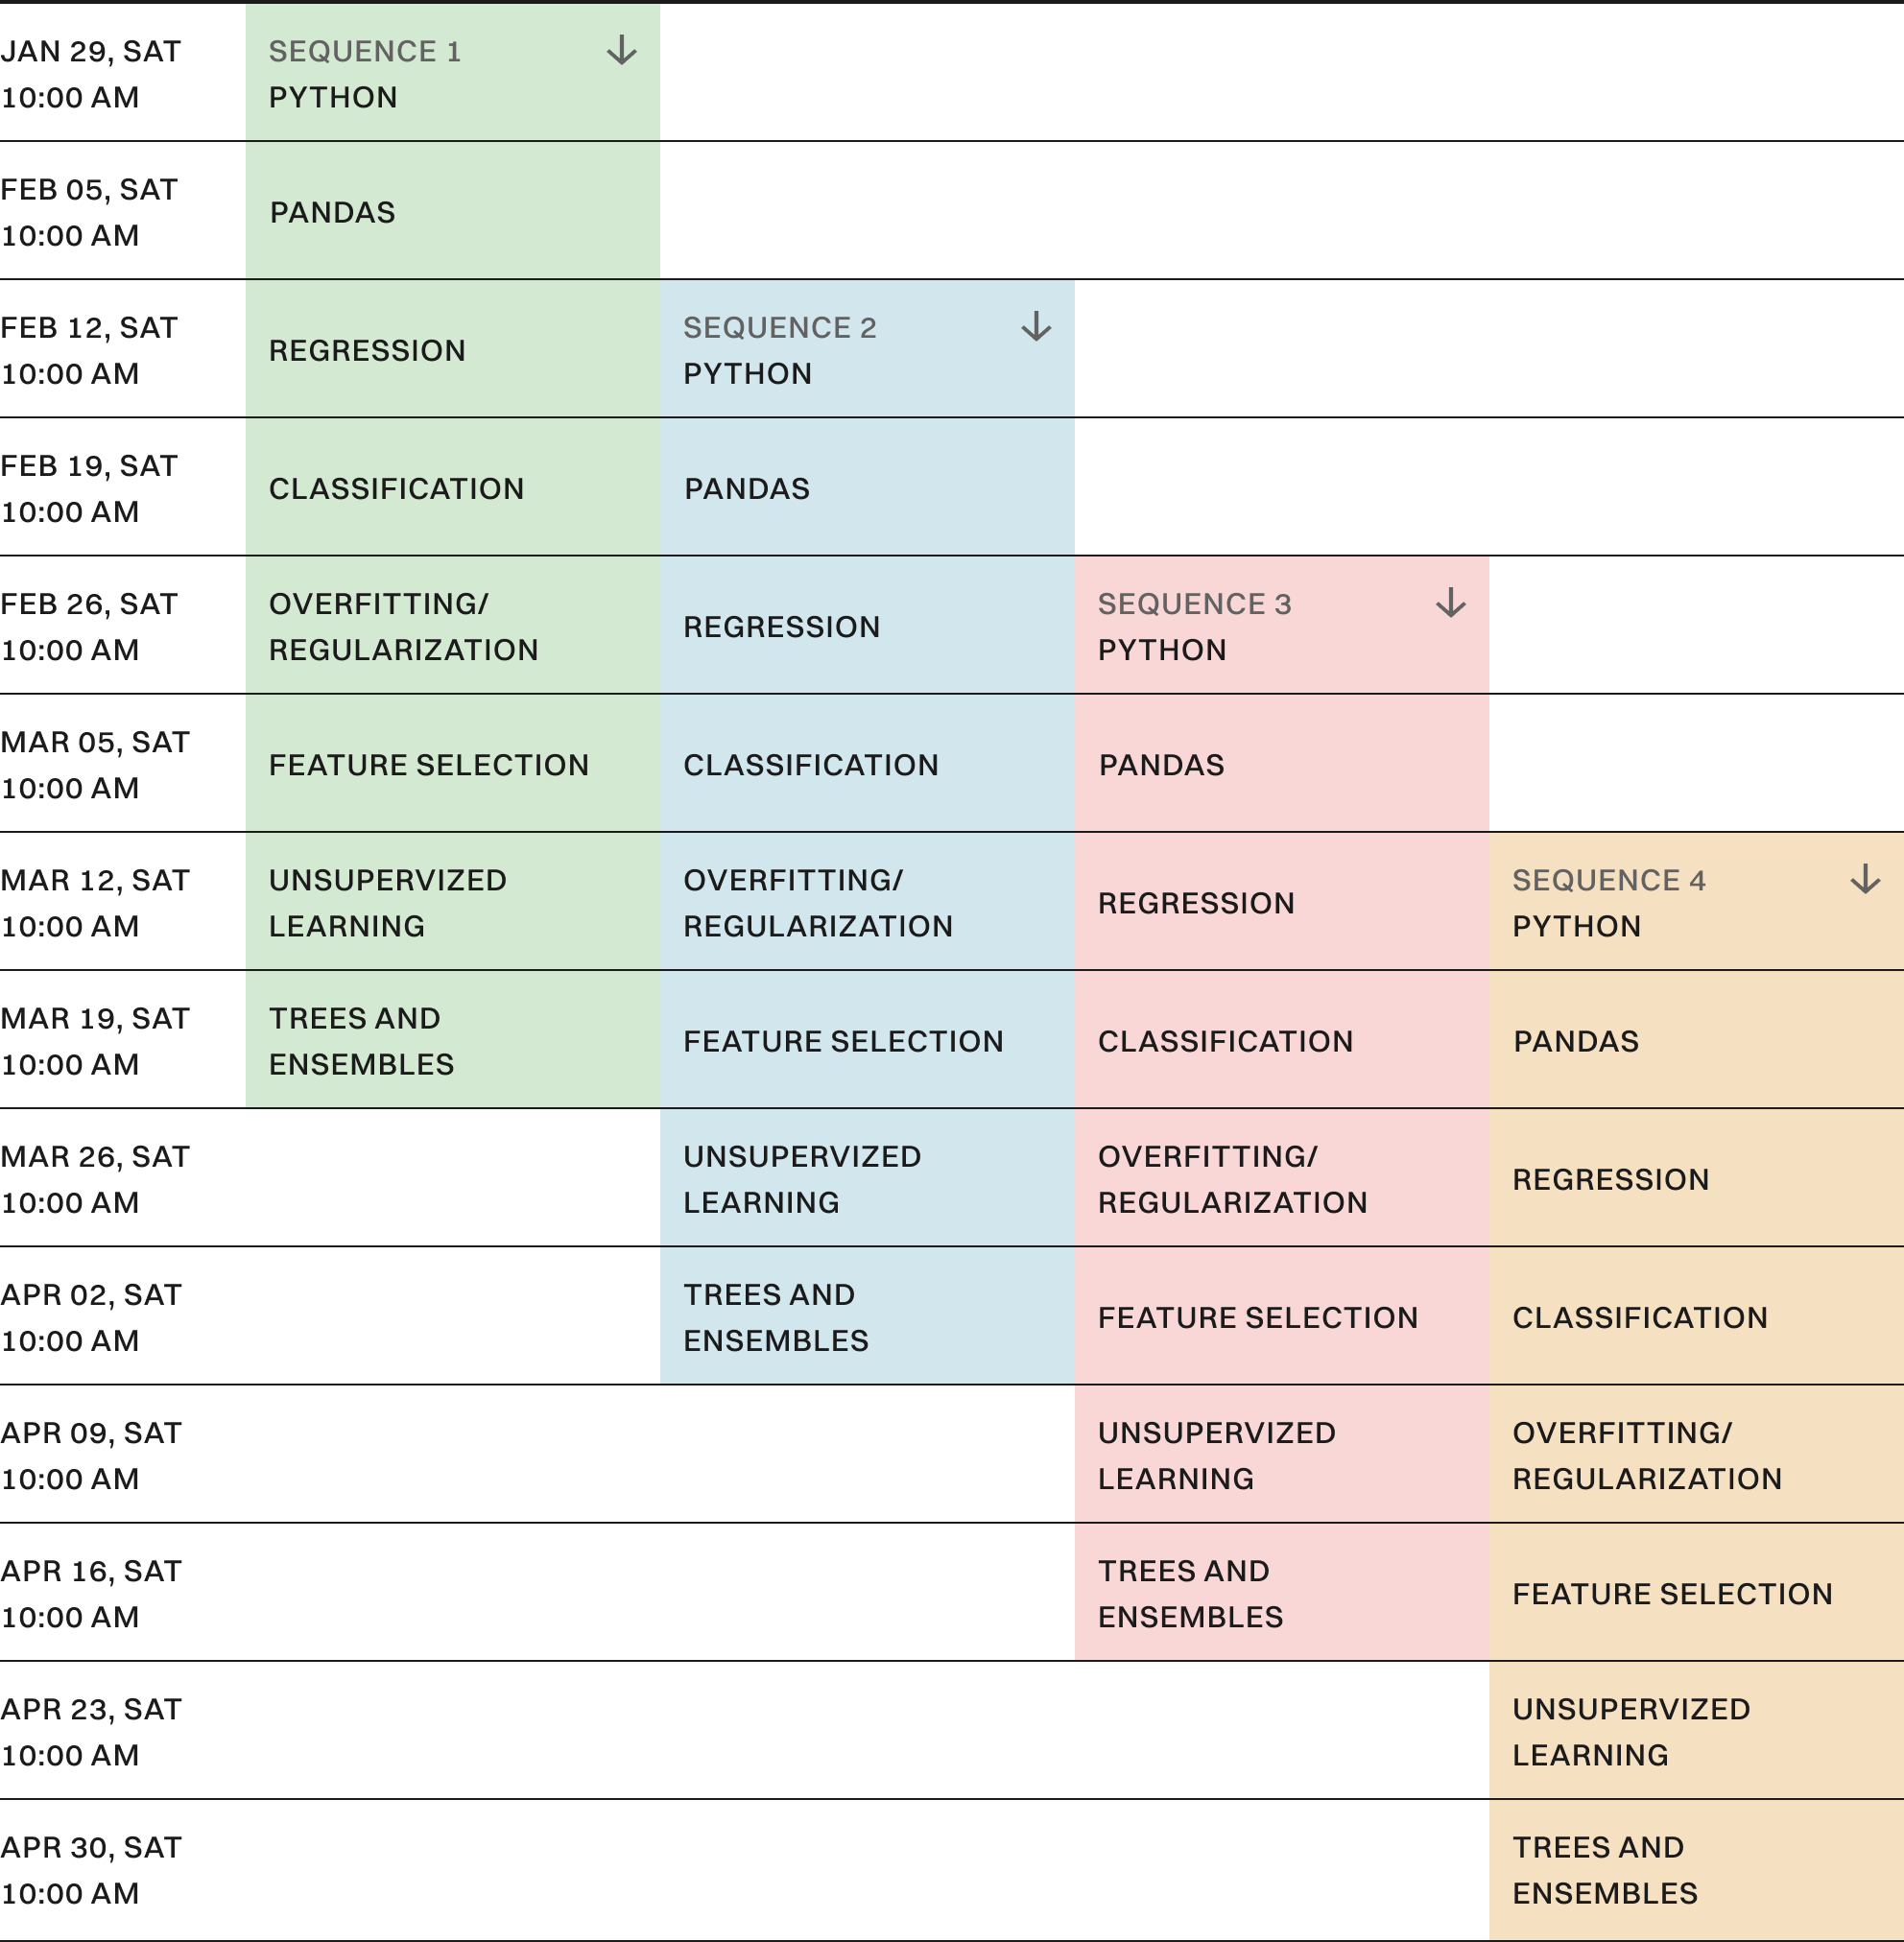 JAN 29, SAT
10:00 AM
SEQUENCE 1
PYTHON
FEB 05, SAT
10:00 AM
PANDAS
FEB 12, SAT
10:00 AM
REGRESSION
SEQUENCE 2
PYTHON
FEB 19, SAT
10:00 AM
CLASSIFICATION
PANDAS
FEB 26, SAT
10:00 AM
OVERFITTING/
REGULARIZATION
REGRESSION
SEQUENCE 3
PYTHON
MAR 05, SAT
10:00 AM
FEATURE SELECTION
CLASSIFICATION
PANDAS
MAR 12, SAT
10:00 AM
UNSUPERVIZED
LEARNING
OVERFITTING/
REGULARIZATION
REGRESSION
SEQUENCE 4
PYTHON
MAR 19, SAT
10:00 AM
TREES AND
ENSEMBLES
FEATURE SELECTION
CLASSIFICATION
PANDAS
MAR 26, SAT
10:00 AM
UNSUPERVIZED
LEARNING
OVERFITTING/
REGULARIZATION
REGRESSION
APR 02, SAT
10:00 AM
TREES AND
ENSEMBLES
FEATURE SELECTION
CLASSIFICATION
APR 09, SAT
10:00 AM
UNSUPERVIZED
LEARNING
OVERFITTING/
REGULARIZATION
APR 16, SAT
10:00 AM
TREES AND
ENSEMBLES
FEATURE SELECTION
APR 23, SAT
10:00 AM
UNSUPERVIZED
LEARNING
APR 30, SAT
10:00 AM
TREES AND
ENSEMBLES